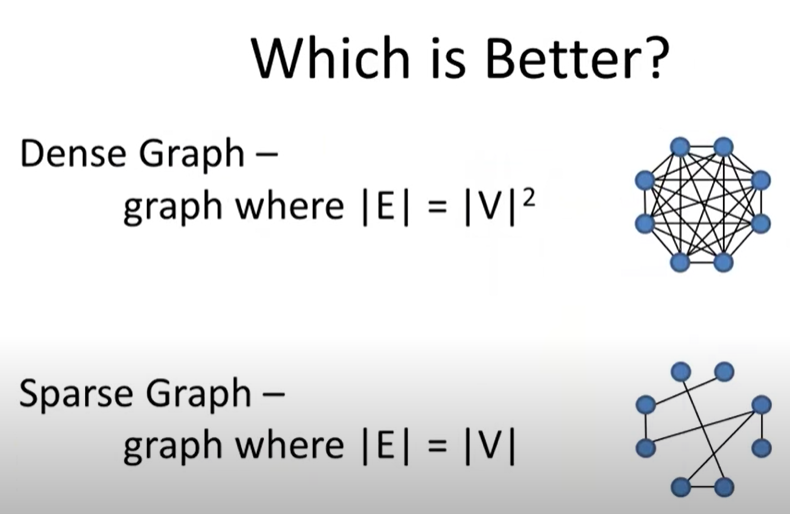 Which is Better?
Dense Graph –
graph where |E| = |V|²
Sparse Graph –
graph where |E| = |V|